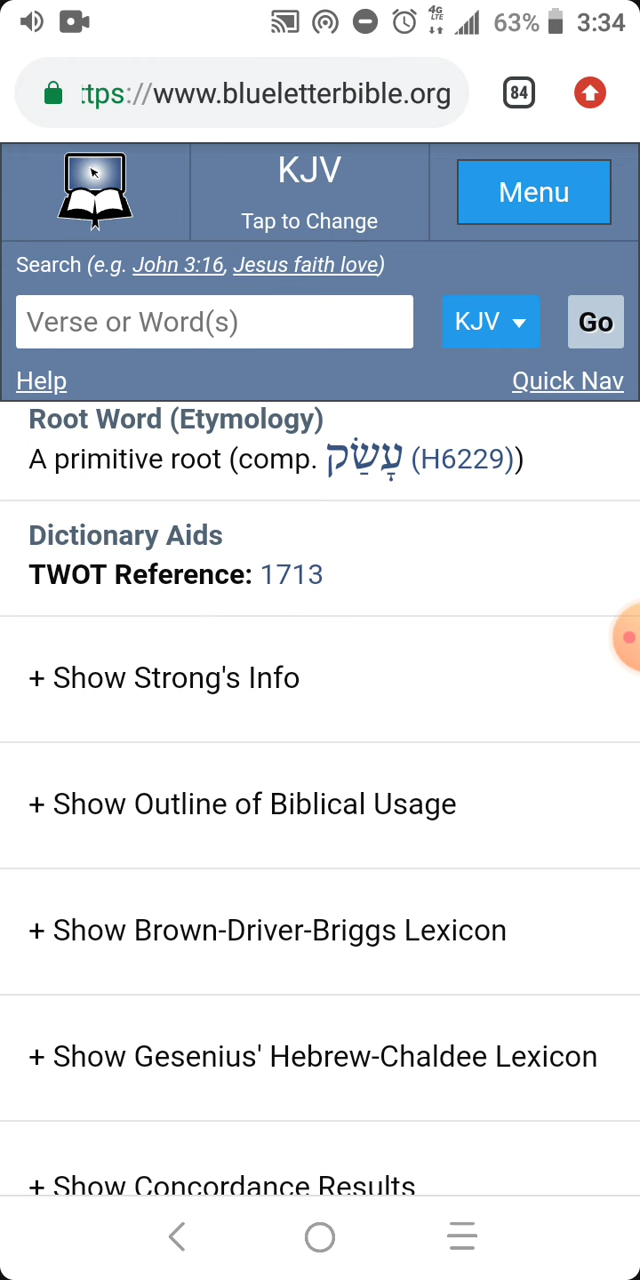 4G
LTE
63%
3:34
ttps://www.blueletterbible.org
84
KJV
Tap to Change
Menu
Search (e.g. John 3:16, Jesus faith love)
Verse or Word(s)
KJV
Go
Help
Quick Nav
Root Word (Etymology)
A primitive root (comp. עָשַׂק (H6229))
Dictionary Aids
TWOT Reference: 1713
+ Show Strong's Info
+ Show Outline of Biblical Usage
+ Show Brown-Driver-Briggs Lexicon
+ Show Gesenius' Hebrew-Chaldee Lexicon
+ Show Concordance Results